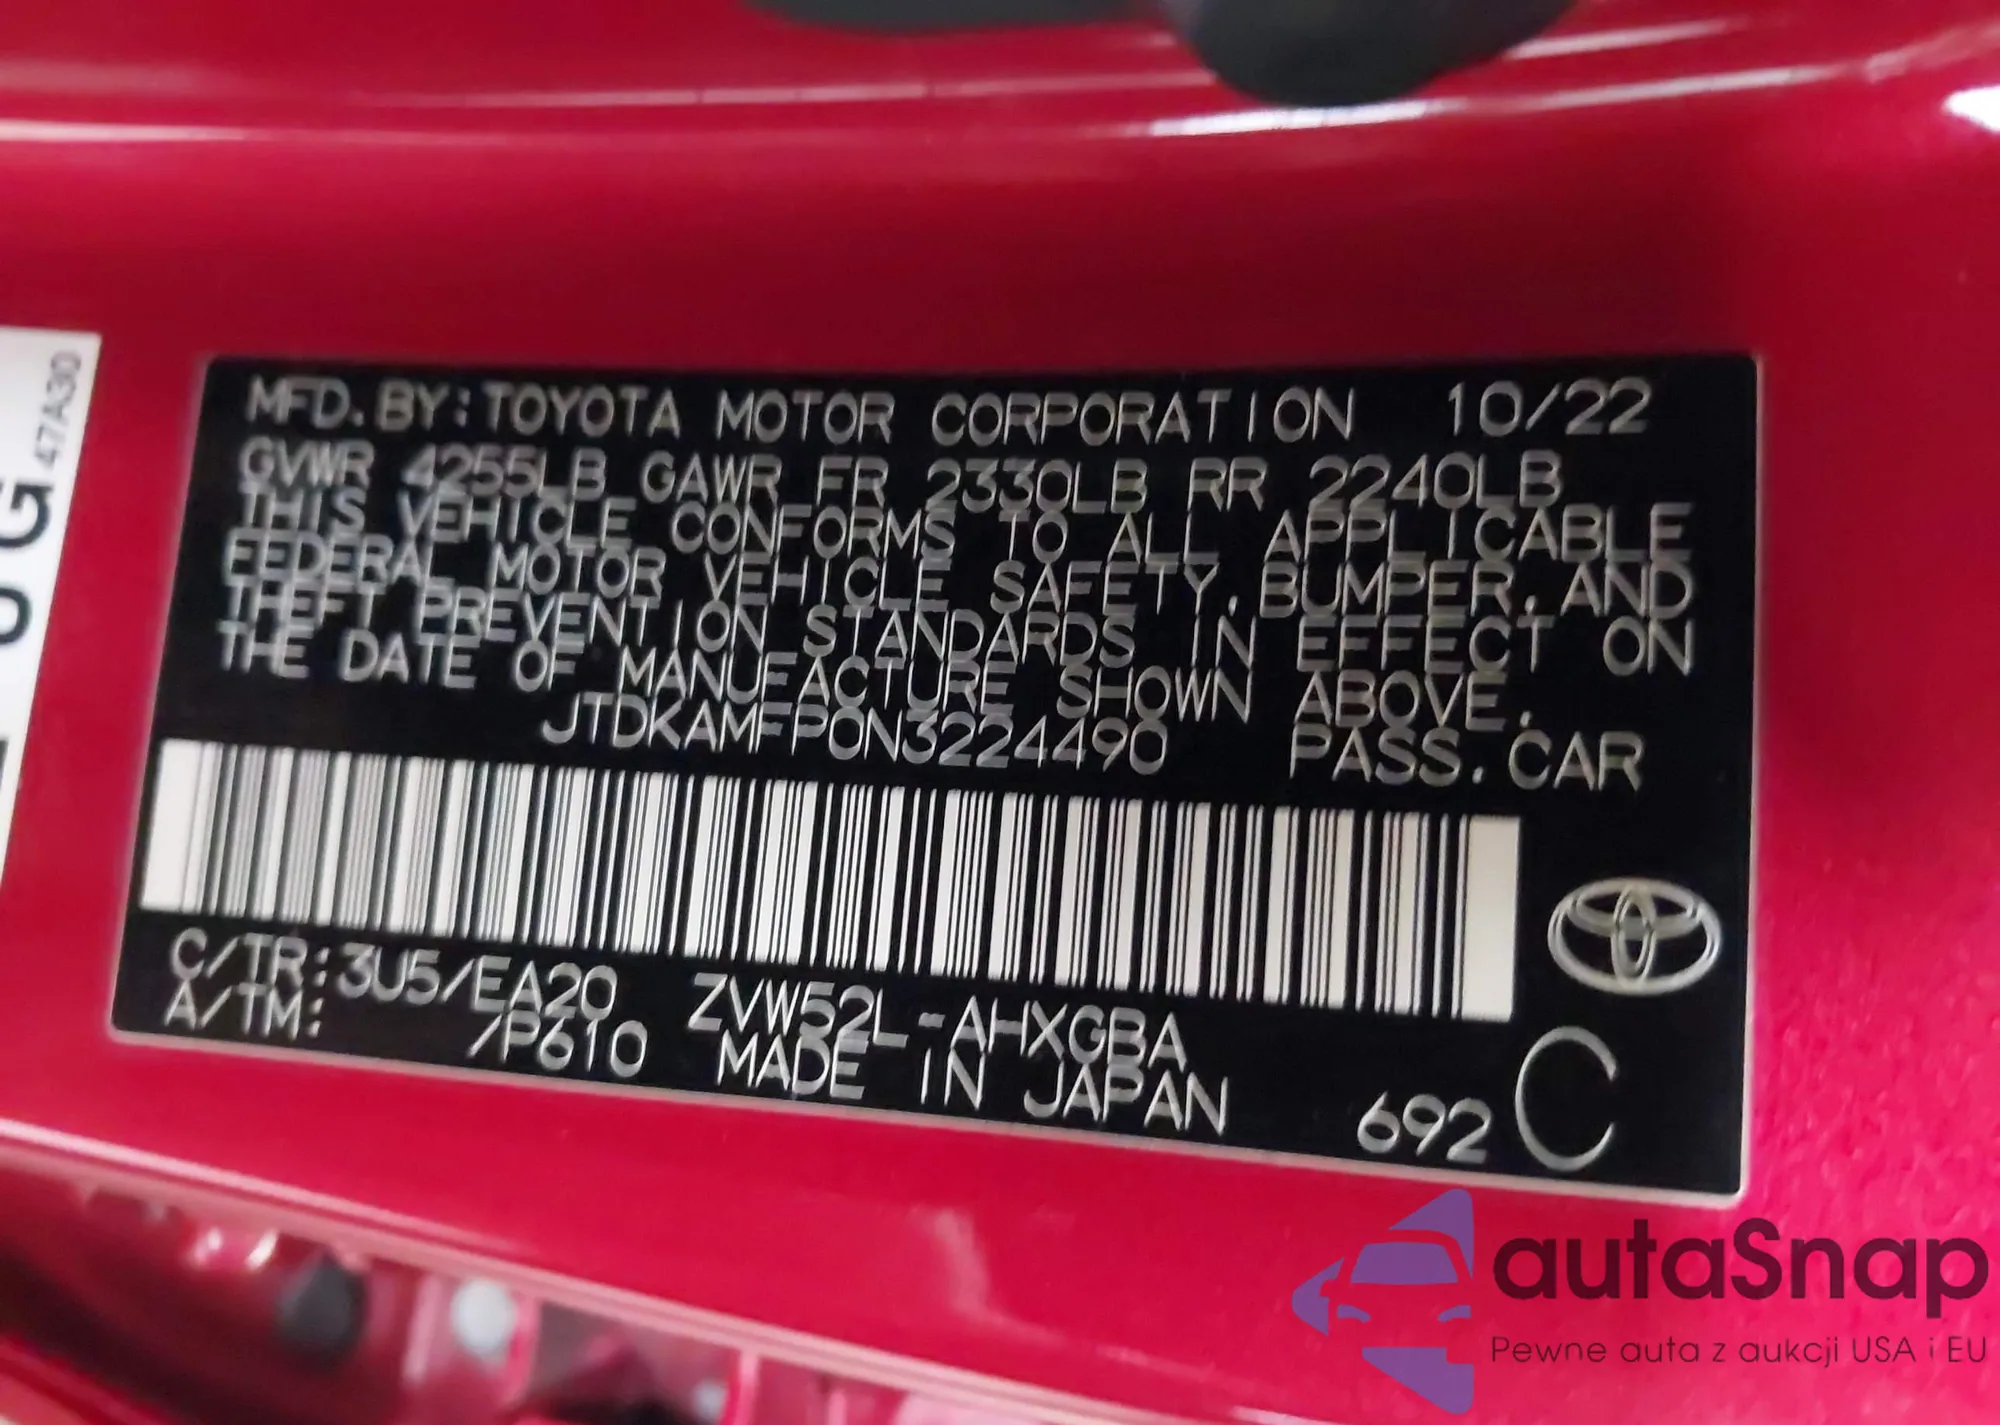 47A30
MFD.BY:TOYOTA MOTOR CORPORATION 10/22
GVWR 4255LB GAWR FR 2330LB RR 2240LB
THIS VEHICLE CONFORMS TO ALL APPLICABLE
FEDERAL MOTOR VEHICLE SAFETY,BUMPER,AND
THEFT PREVENTION STANDARDS IN EFFECT ON
THE DATE OF MANUFACTURE SHOWN ABOVE.
JTDKAMFP0N3224490 PASS.CAR
C/TR:3U5/EA20 ZVW52L-AHXGBA
A/TM: /P610 MADE IN JAPAN 692 C
autaSnap
Pewne auta z aukcji USA i EU